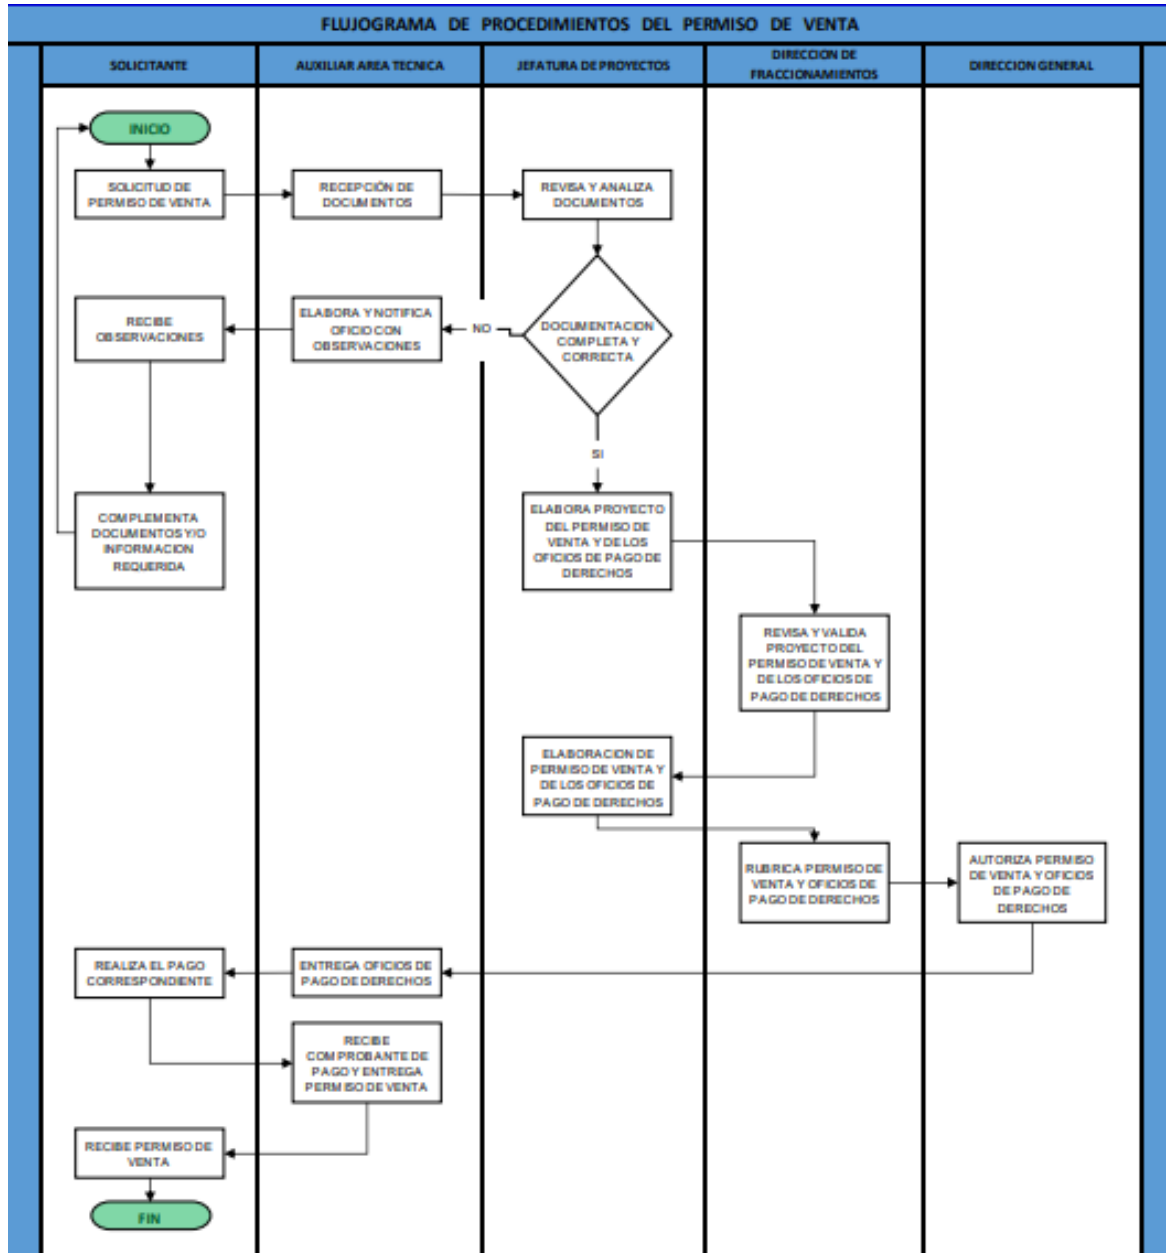 FLUJOGRAMA DE PROCEDIMIENTOS DEL PERMISO DE VENTA
SOLICITANTE
AUXILIAR AREA TECNICA
JEFATURA DE PROYECTOS
DIRECCION DE
FRACCIONAMIENTOS
DIRECCION GENERAL
INICIO
SOLICITUD DE
PERMISO DE VENTA
RECEPCIÓN DE
DOCUMENTOS
REVISA Y ANALIZA
DOCUMENTOS
RECIBE
OBSERVACIONES
ELABORA Y NOTIFICA
OFICIO CON
OBSERVACIONES
NO
DOCUMENTACION
COMPLETA Y
CORRECTA
SI
COMPLEMENTA
DOCUMENTOS Y/O
INFORMACION
REQUERIDA
ELABORA PROYECTO
DEL PERMISO DE
VENTA Y DE LOS
OFICIOS DE PAGO DE
DERECHOS
REVISA Y VALIDA
PROYECTO DEL
PERMISO DE VENTA Y
DE LOS OFICIOS DE
PAGO DE DERECHOS
ELABORACION DE
PERMISO DE VENTA Y
DE LOS OFICIOS DE
PAGO DE DERECHOS
RUBRICA PERMISO DE
VENTA Y OFICIOS DE
PAGO DE DERECHOS
AUTORIZA PERMISO
DE VENTA Y OFICIOS
DE PAGO DE
DERECHOS
REALIZA EL PAGO
CORRESPONDIENTE
ENTREGA OFICIOS DE
PAGO DE DERECHOS
RECIBE
COMPROBANTE DE
PAGO Y ENTREGA
PERMISO DE VENTA
RECIBE PERMISO DE
VENTA
FIN